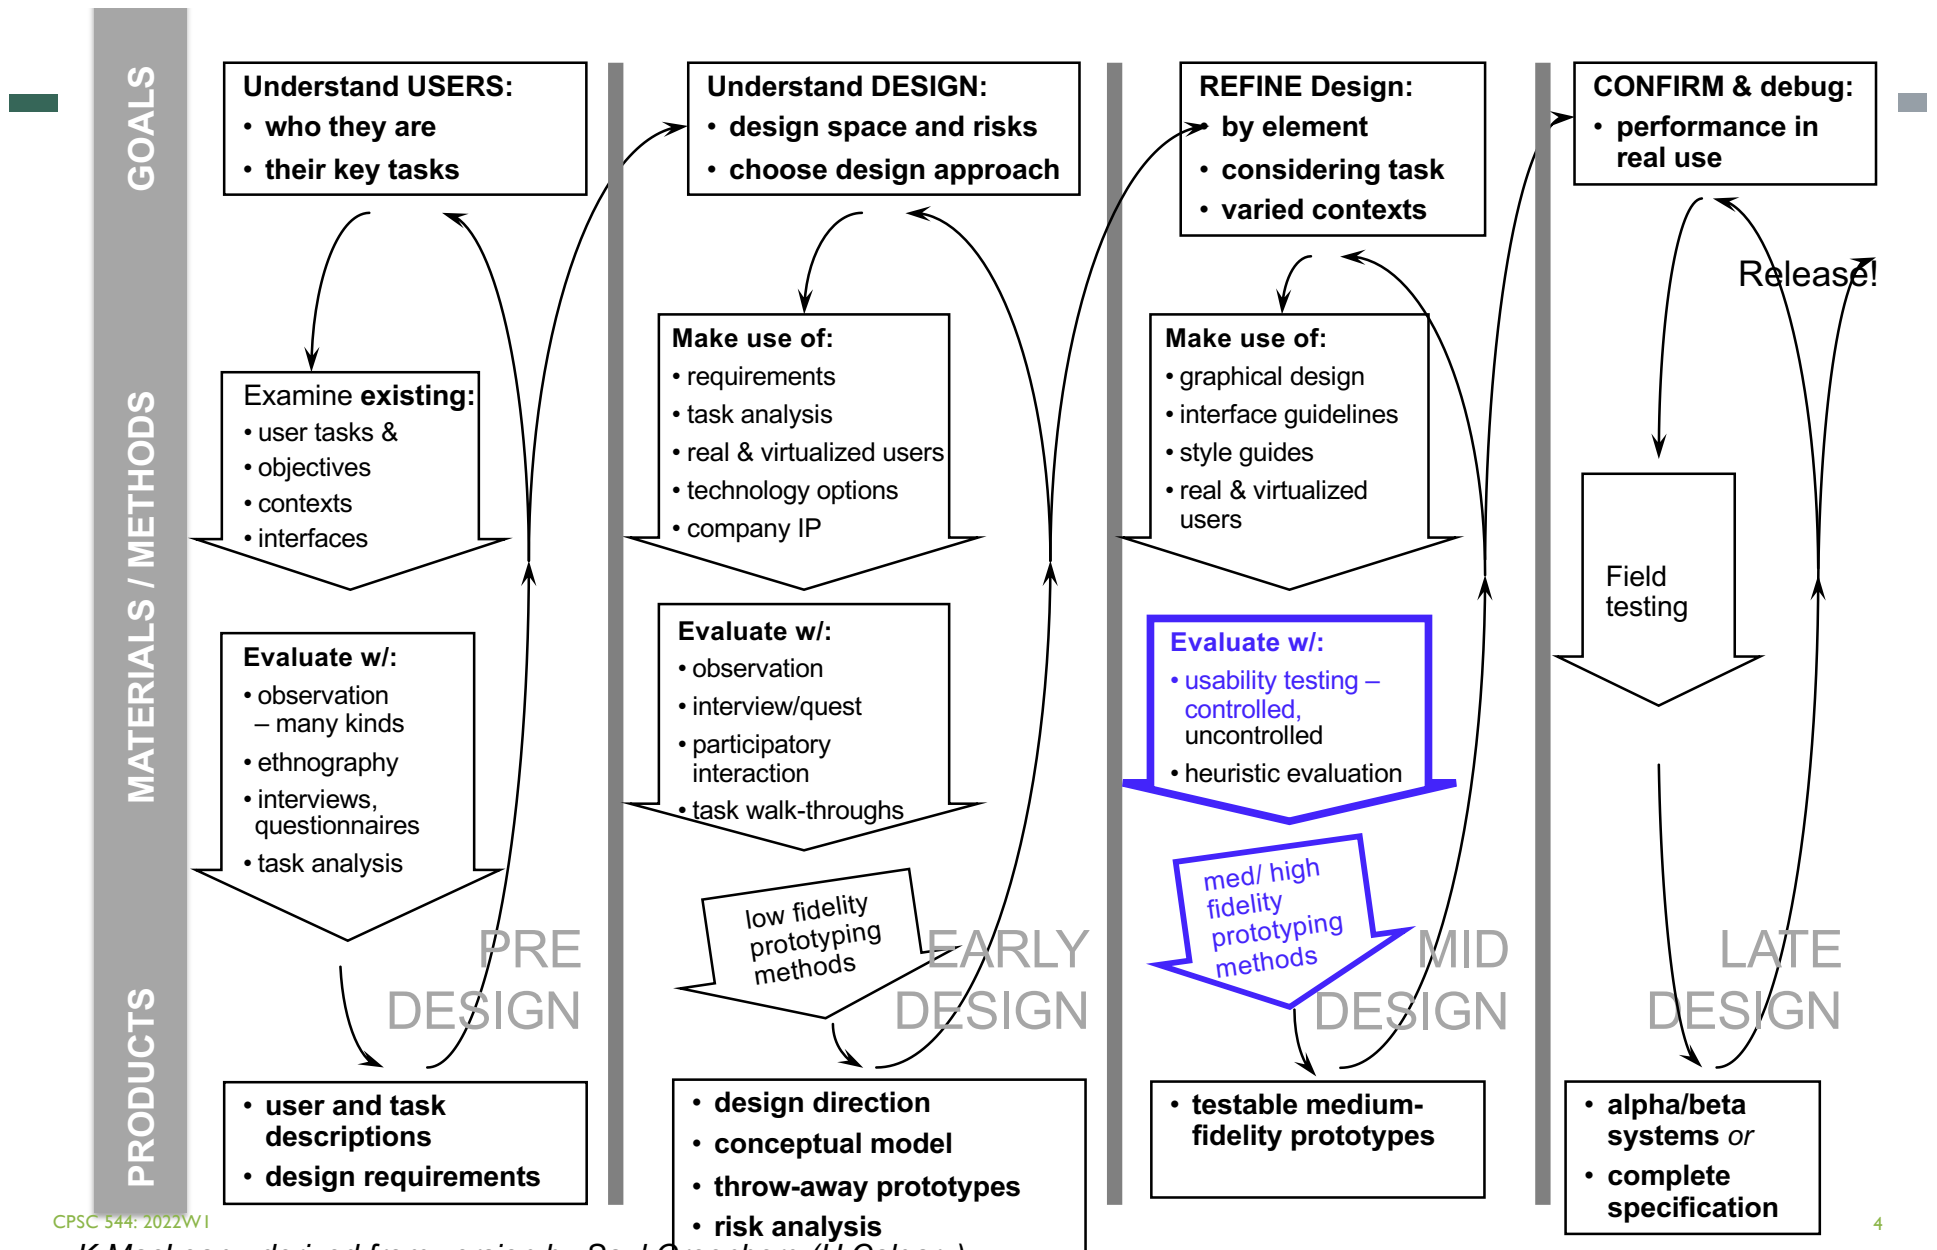 GOALS
MATERIALS / METHODS
PRODUCTS
Understand USERS:
• who they are
• their key tasks
Examine existing:
• user tasks &
• objectives
• contexts
• interfaces
Evaluate w/:
• observation
– many kinds
• ethnography
• interviews,
questionnaires
• task analysis
PRE
DESIGN
• user and task
descriptions
• design requirements
Understand DESIGN:
• design space and risks
• choose design approach
Make use of:
• requirements
• task analysis
• real & virtualized users
• technology options
• company IP
Evaluate w/:
• observation
• interview/quest
• participatory
interaction
• task walk-throughs
low fidelity
prototyping
methods
EARLY
DESIGN
• design direction
• conceptual model
• throw-away prototypes
• risk analysis
REFINE Design:
• by element
• considering task
• varied contexts
Make use of:
• graphical design
• interface guidelines
• style guides
• real & virtualized
users
Evaluate w/:
• usability testing –
controlled,
uncontrolled
• heuristic evaluation
med/ high
fidelity
prototyping
methods
MID
DESIGN
• testable medium-
fidelity prototypes
CONFIRM & debug:
• performance in
real use
Release!
Field
testing
LATE
DESIGN
• alpha/beta
systems or
• complete
specification
CPSC 544: 2022W1
4
derived from version by Saul Greenberg (U Calgary)